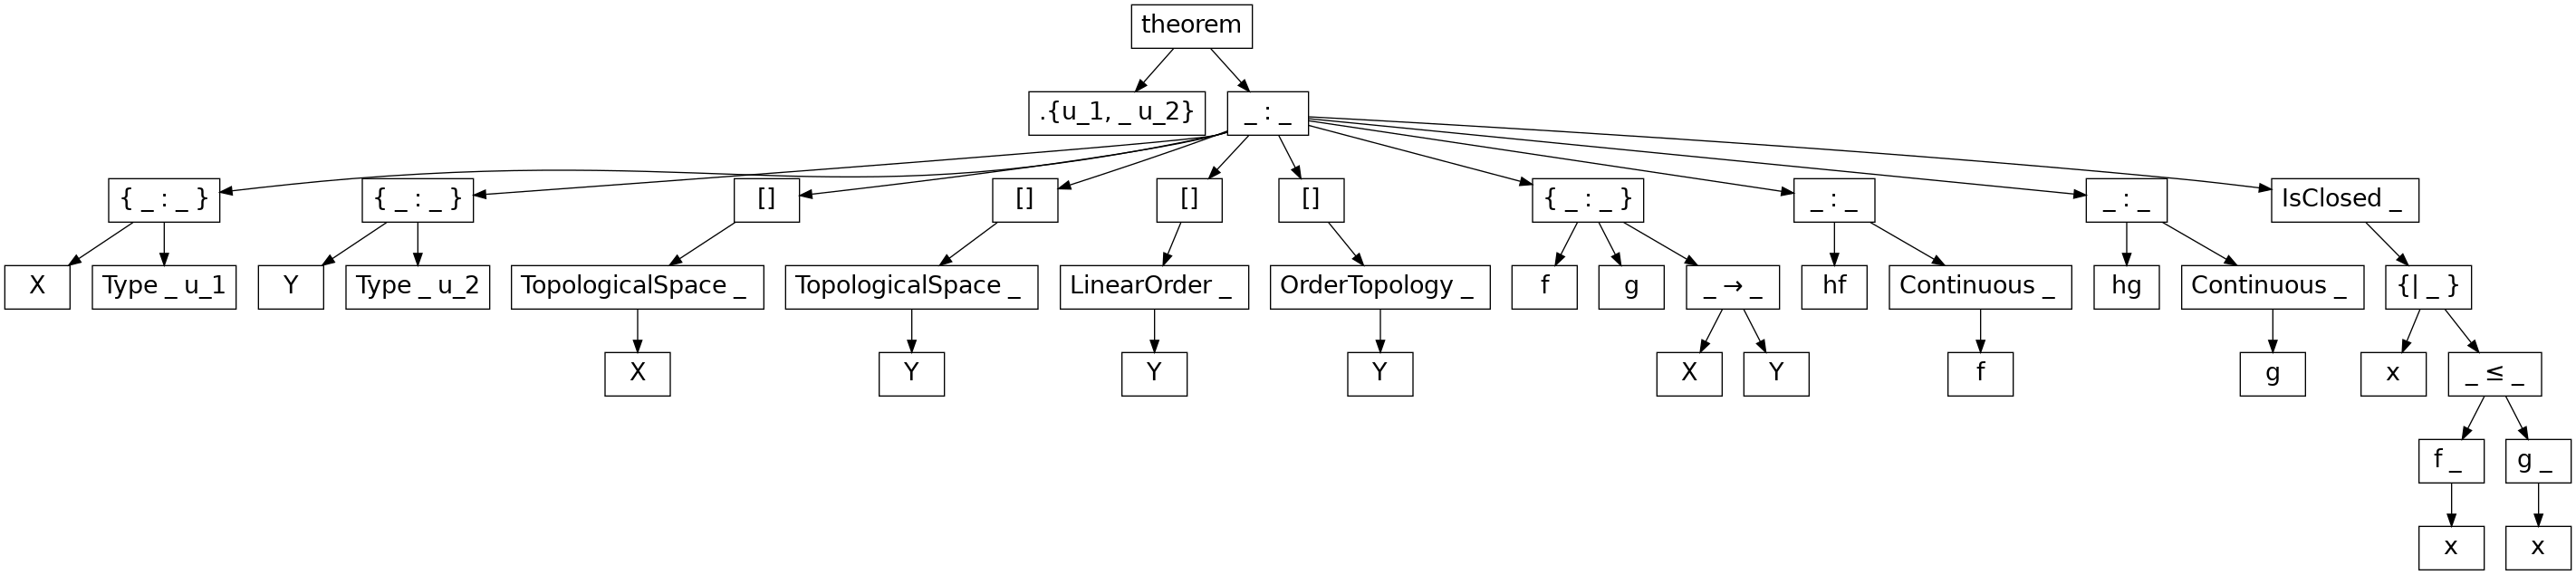 theorem
.{u_1, _ u_2}
_ : _
{ _ : _ }
{ _ : _ }
[]
[]
[]
[]
{ _ : _ }
_ : _
_ : _
IsClosed _
X
Type _ u_1
Y
Type _ u_2
TopologicalSpace _
TopologicalSpace _
LinearOrder _
OrderTopology _
f
g
_ → _
hf
Continuous _
hg
Continuous _
{| _ }
X
Y
Y
Y
X
Y
f
g
x
_ ≤ _
f _
g _
x
x